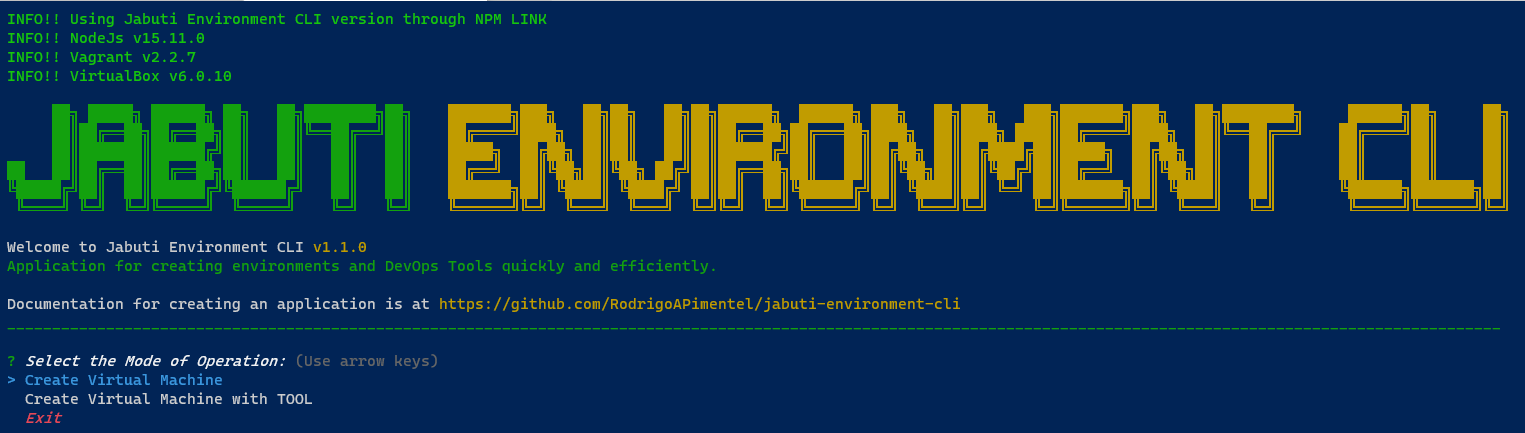 INFO!! Using Jabuti Environment CLI version through NPM LINK
INFO!! NodeJs v15.11.0
INFO!! Vagrant v2.2.7
INFO!! VirtualBox v6.0.10
JABUTI ENVIRONMENT CLI
Welcome to Jabuti Environment CLI v1.1.0
Application for creating environments and DevOps Tools quickly and efficiently.
Documentation for creating an application is at https://github.com/RodrigoAPimentel/jabuti-environment-cli
? Select the Mode of Operation: (Use arrow keys)
> Create Virtual Machine
Create Virtual Machine with TOOL
Exit